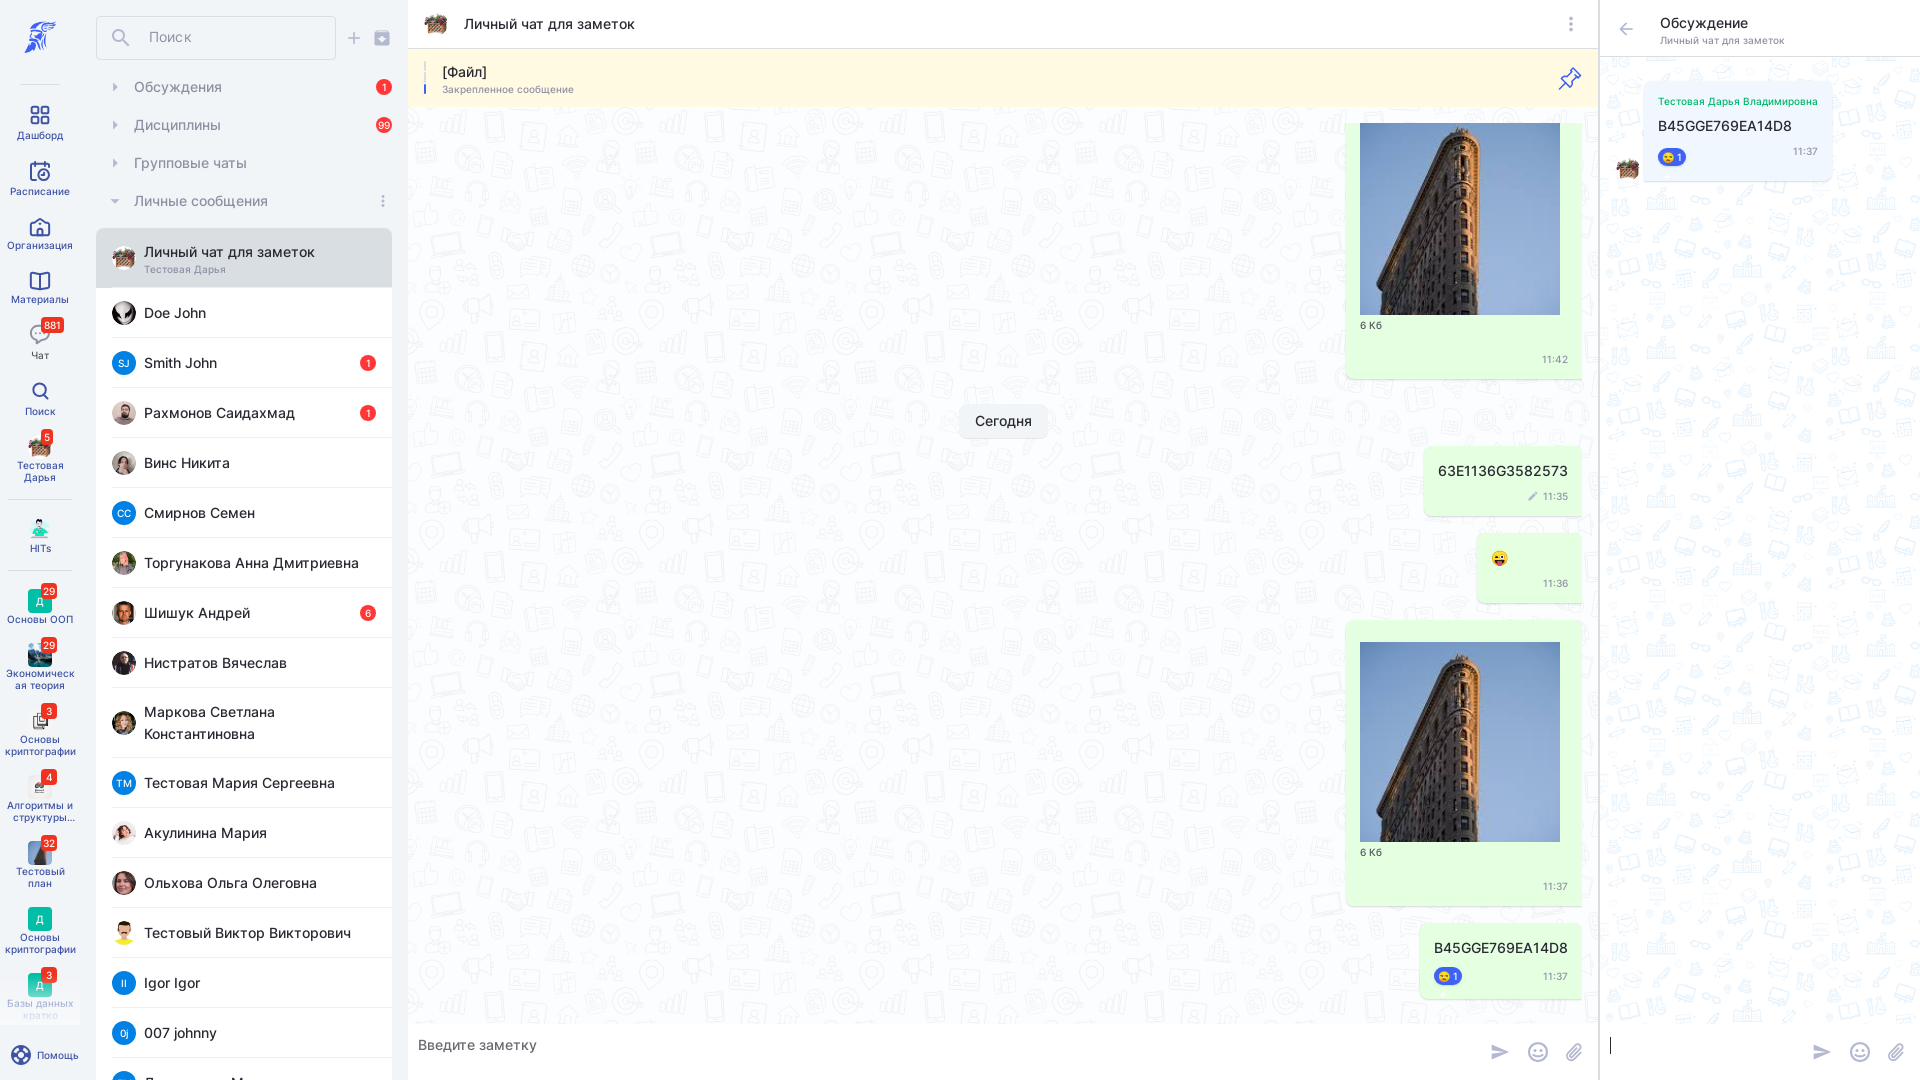 Дашборд
Расписание
Организация
Материалы
881
Чат
Поиск
5
Тестовая
Дарья
HITs
29
Д
Основы ООП
29
Экономическ
ая теория
3
Основы
криптографии
4
Алгоритмы и
структуры...
32
Тестовый
план
Д
Основы
криптографии
3
Д
Базы данных
кратко
Помощь
Поиск
Обсуждения
1
Дисциплины
99
Групповые чаты
Личные сообщения
Личный чат для заметок
Тестовая Дарья
Doe John
SJ
Smith John
1
Рахмонов Саидахмад
1
Винс Никита
СС
Смирнов Семен
Торгунакова Анна Дмитриевна
Шишук Андрей
6
Нистратов Вячеслав
Маркова Светлана
Константиновна
ТМ
Тестовая Мария Сергеевна
Акулинина Мария
Ольхова Ольга Олеговна
Тестовый Виктор Викторович
II
Igor Igor
0j
007 johnny
Личный чат для заметок
[Файл]
Закрепленное сообщение
6 Кб
11:42
Сегодня
63E1136G3582573
11:35
😜
11:36
6 Кб
11:37
B45GGE769EA14D8
1
11:37
Введите заметку
Обсуждение
Личный чат для заметок
Тестовая Дарья Владимировна
B45GGE769EA14D8
1
11:37